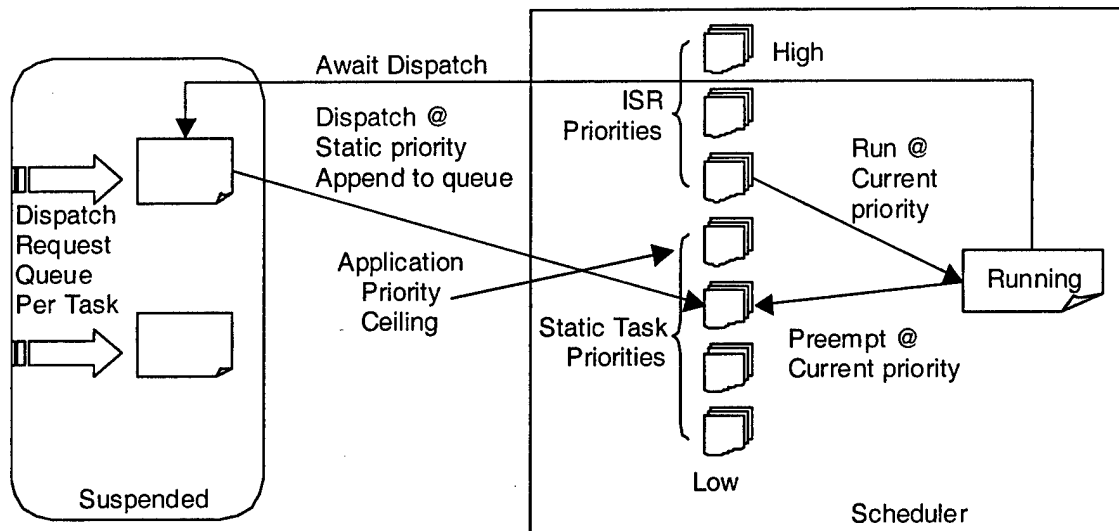 Await Dispatch
Dispatch @
Static priority
Append to queue
Dispatch
Request
Queue
Per Task
Suspended
Application
Priority
Ceiling
High
ISR
Priorities
Static Task
Priorities
Low
Run @
Current
priority
Running
Preempt @
Current priority
Scheduler